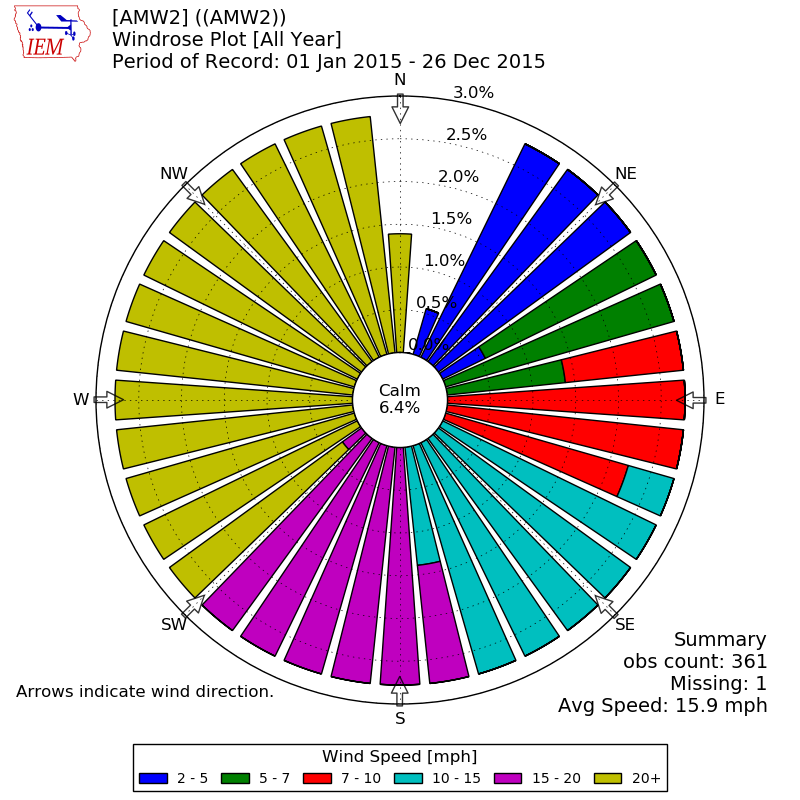 IEM
[AMW2] ((AMW2))
Windrose Plot [All Year]
Period of Record: 01 Jan 2015 - 26 Dec 2015
N
3.0%
2.5%
2.0%
1.5%
1.0%
0.5%
0.0%
NW
NE
W
Calm
6.4%
E
SW
SE
S
Summary
obs count: 361
Missing: 1
Avg Speed: 15.9 mph
Arrows indicate wind direction.
Wind Speed [mph]
2 - 5 5 - 7 7 - 10 10 - 15 15 - 20 20+